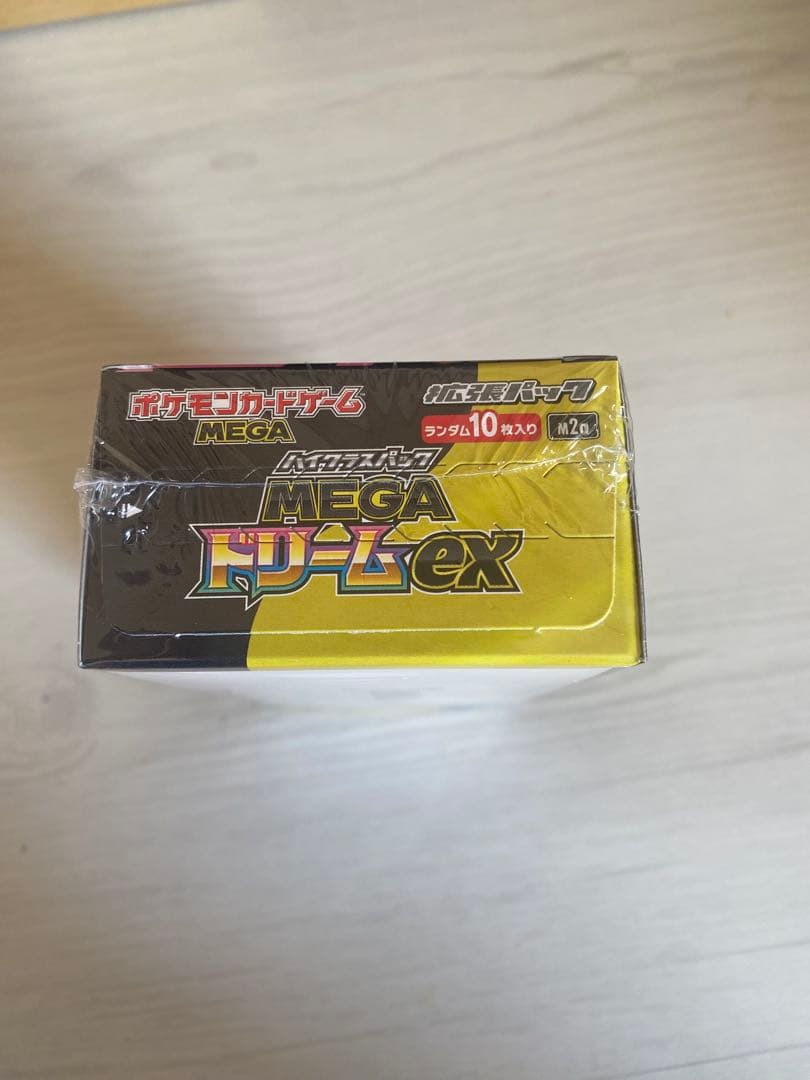 ポケモンカードゲーム
MEGA
拡張パック
ランダム10枚入り
M2a
ハイクラスパック
MEGA
ドリームex